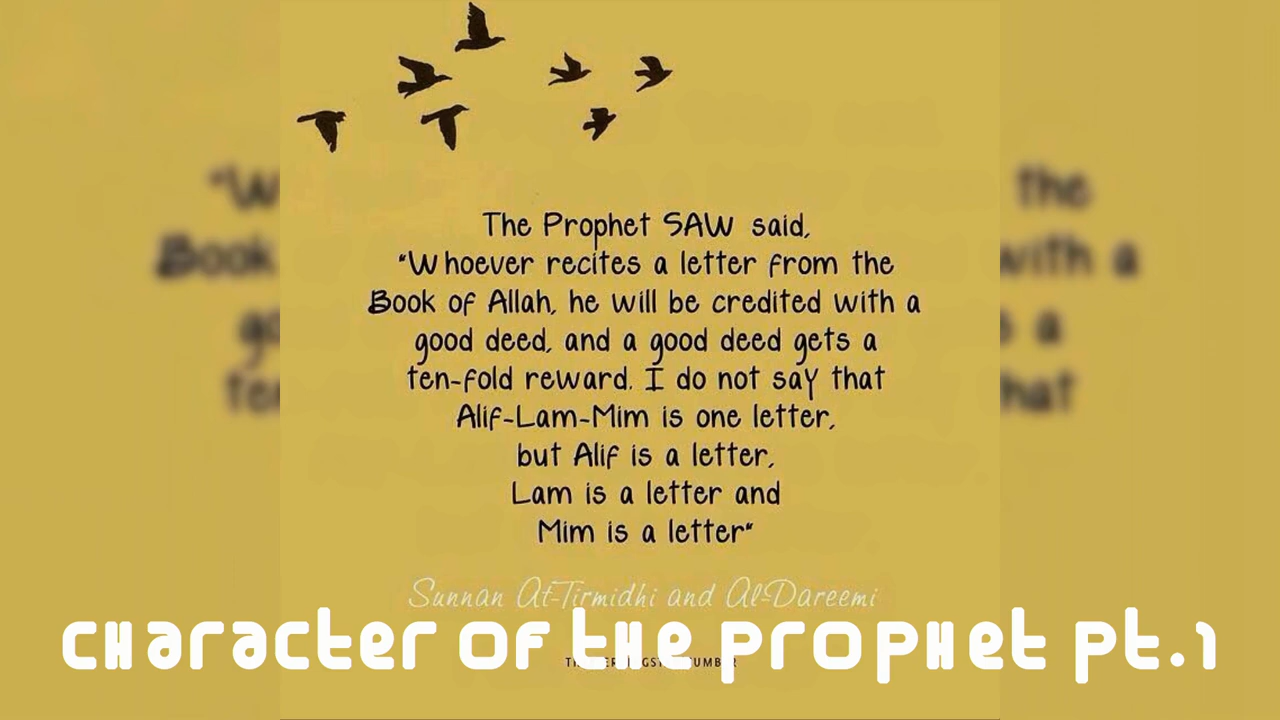 The Prophet SAW said,
"Whoever recites a letter from the
Book of Allah, he will be credited with a
good deed, and a good deed gets a
ten-fold reward. I do not say that
Alif-Lam-Mim is one letter,
but Alif is a letter,
Lam is a letter and
Mim is a letter"
Sunnan At-Tirmidhi and Al-Dareemi
character of the prophet pt.1